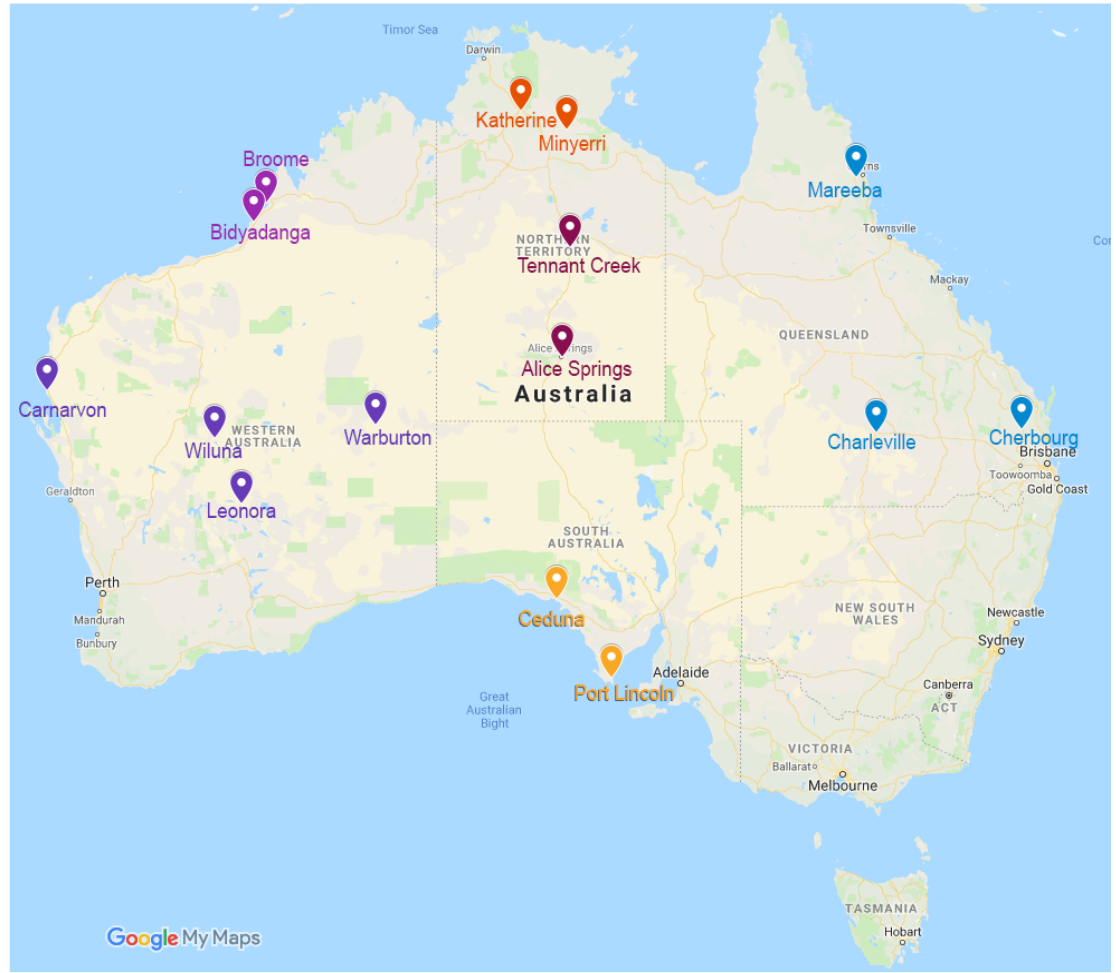 Timor Sea
Darwin
Katherine
Minyerri
Broome
Bidyadanga
rns
Mareeba
Townsville
NORTHERN
TERRITORY
Tennant Creek
Mackay
QUEENSLAND
Alice Springs
Alice Springs
Australia
Carnarvon
WESTERN
AUSTRALIA
Wiluna
Warburton
Charleville
Cherbourg
Brisbane
Toowoomba
Gold Coast
Geraldton
Leonora
SOUTH
AUSTRALIA
Perth
Mandurah
Bunbury
Ceduna
NEW SOUTH
WALES
Newcastle
Sydney
Adelaide
Port Lincoln
Great
Australian
Bight
Canberra
ACT
VICTORIA
Ballarat
Melbourne
TASMANIA
Hobart
Google My Maps